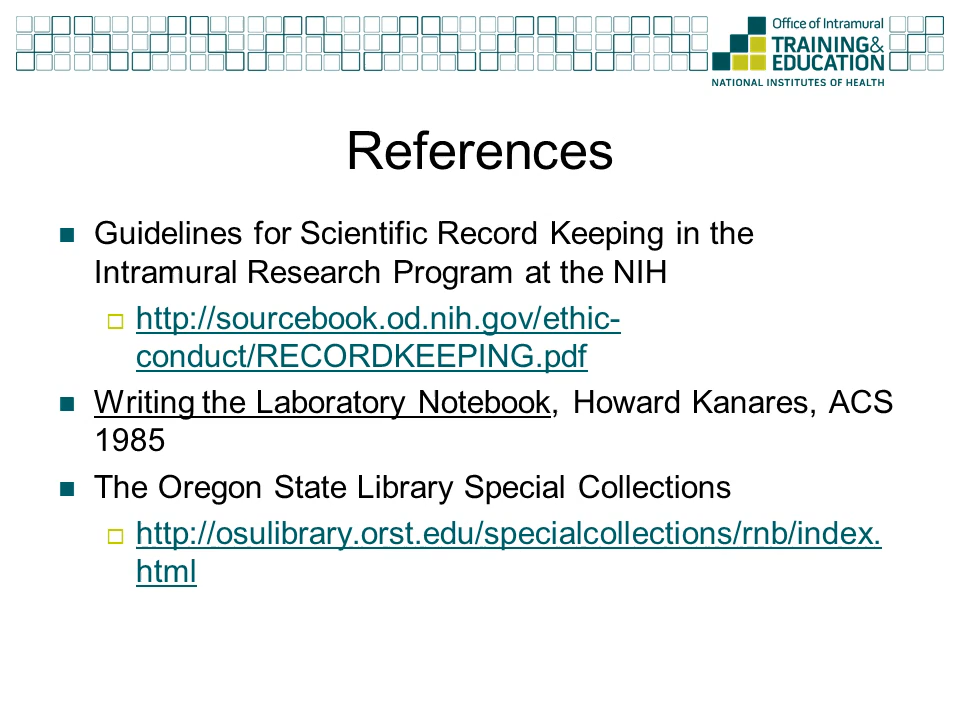 Office of Intramural
TRAINING&
EDUCATION
NATIONAL INSTITUTES OF HEALTH
References
Guidelines for Scientific Record Keeping in the
Intramural Research Program at the NIH
http://sourcebook.od.nih.gov/ethic-
conduct/RECORDKEEPING.pdf
Writing the Laboratory Notebook, Howard Kanares, ACS
1985
The Oregon State Library Special Collections
http://osulibrary.orst.edu/specialcollections/rnb/index.
html